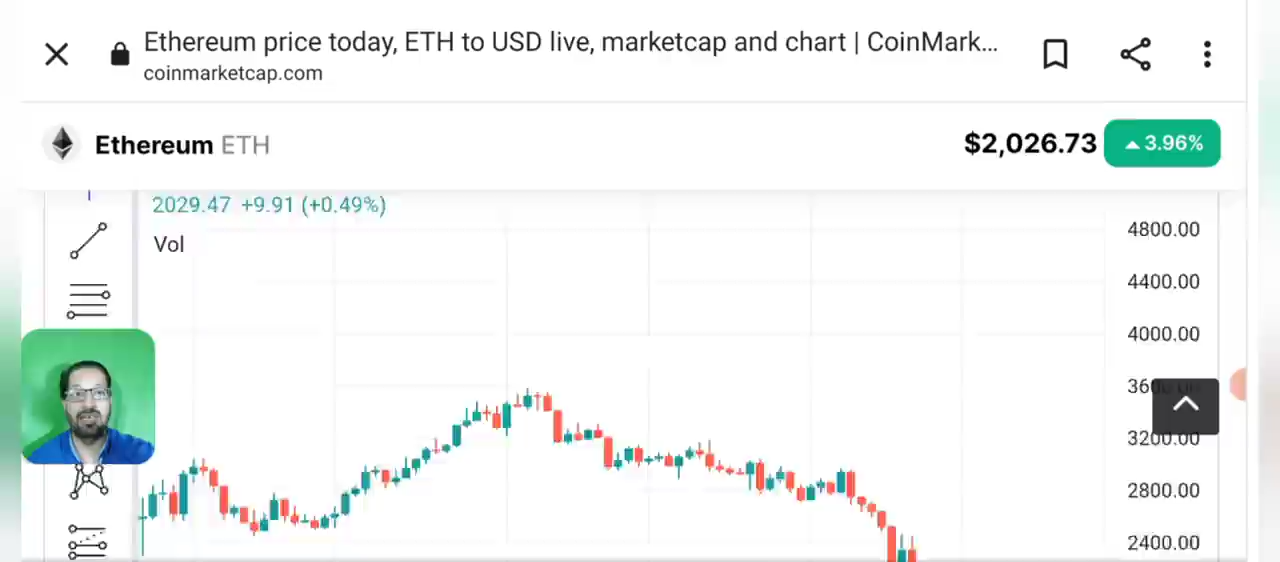 Ethereum price today, ETH to USD live, marketcap and chart | CoinMark...
coinmarketcap.com
Ethereum ETH
$2,026.73
3.96%
2029.47 +9.91 (+0.49%)
Vol
4800.00
4400.00
4000.00
3200.00
2800.00
2400.00